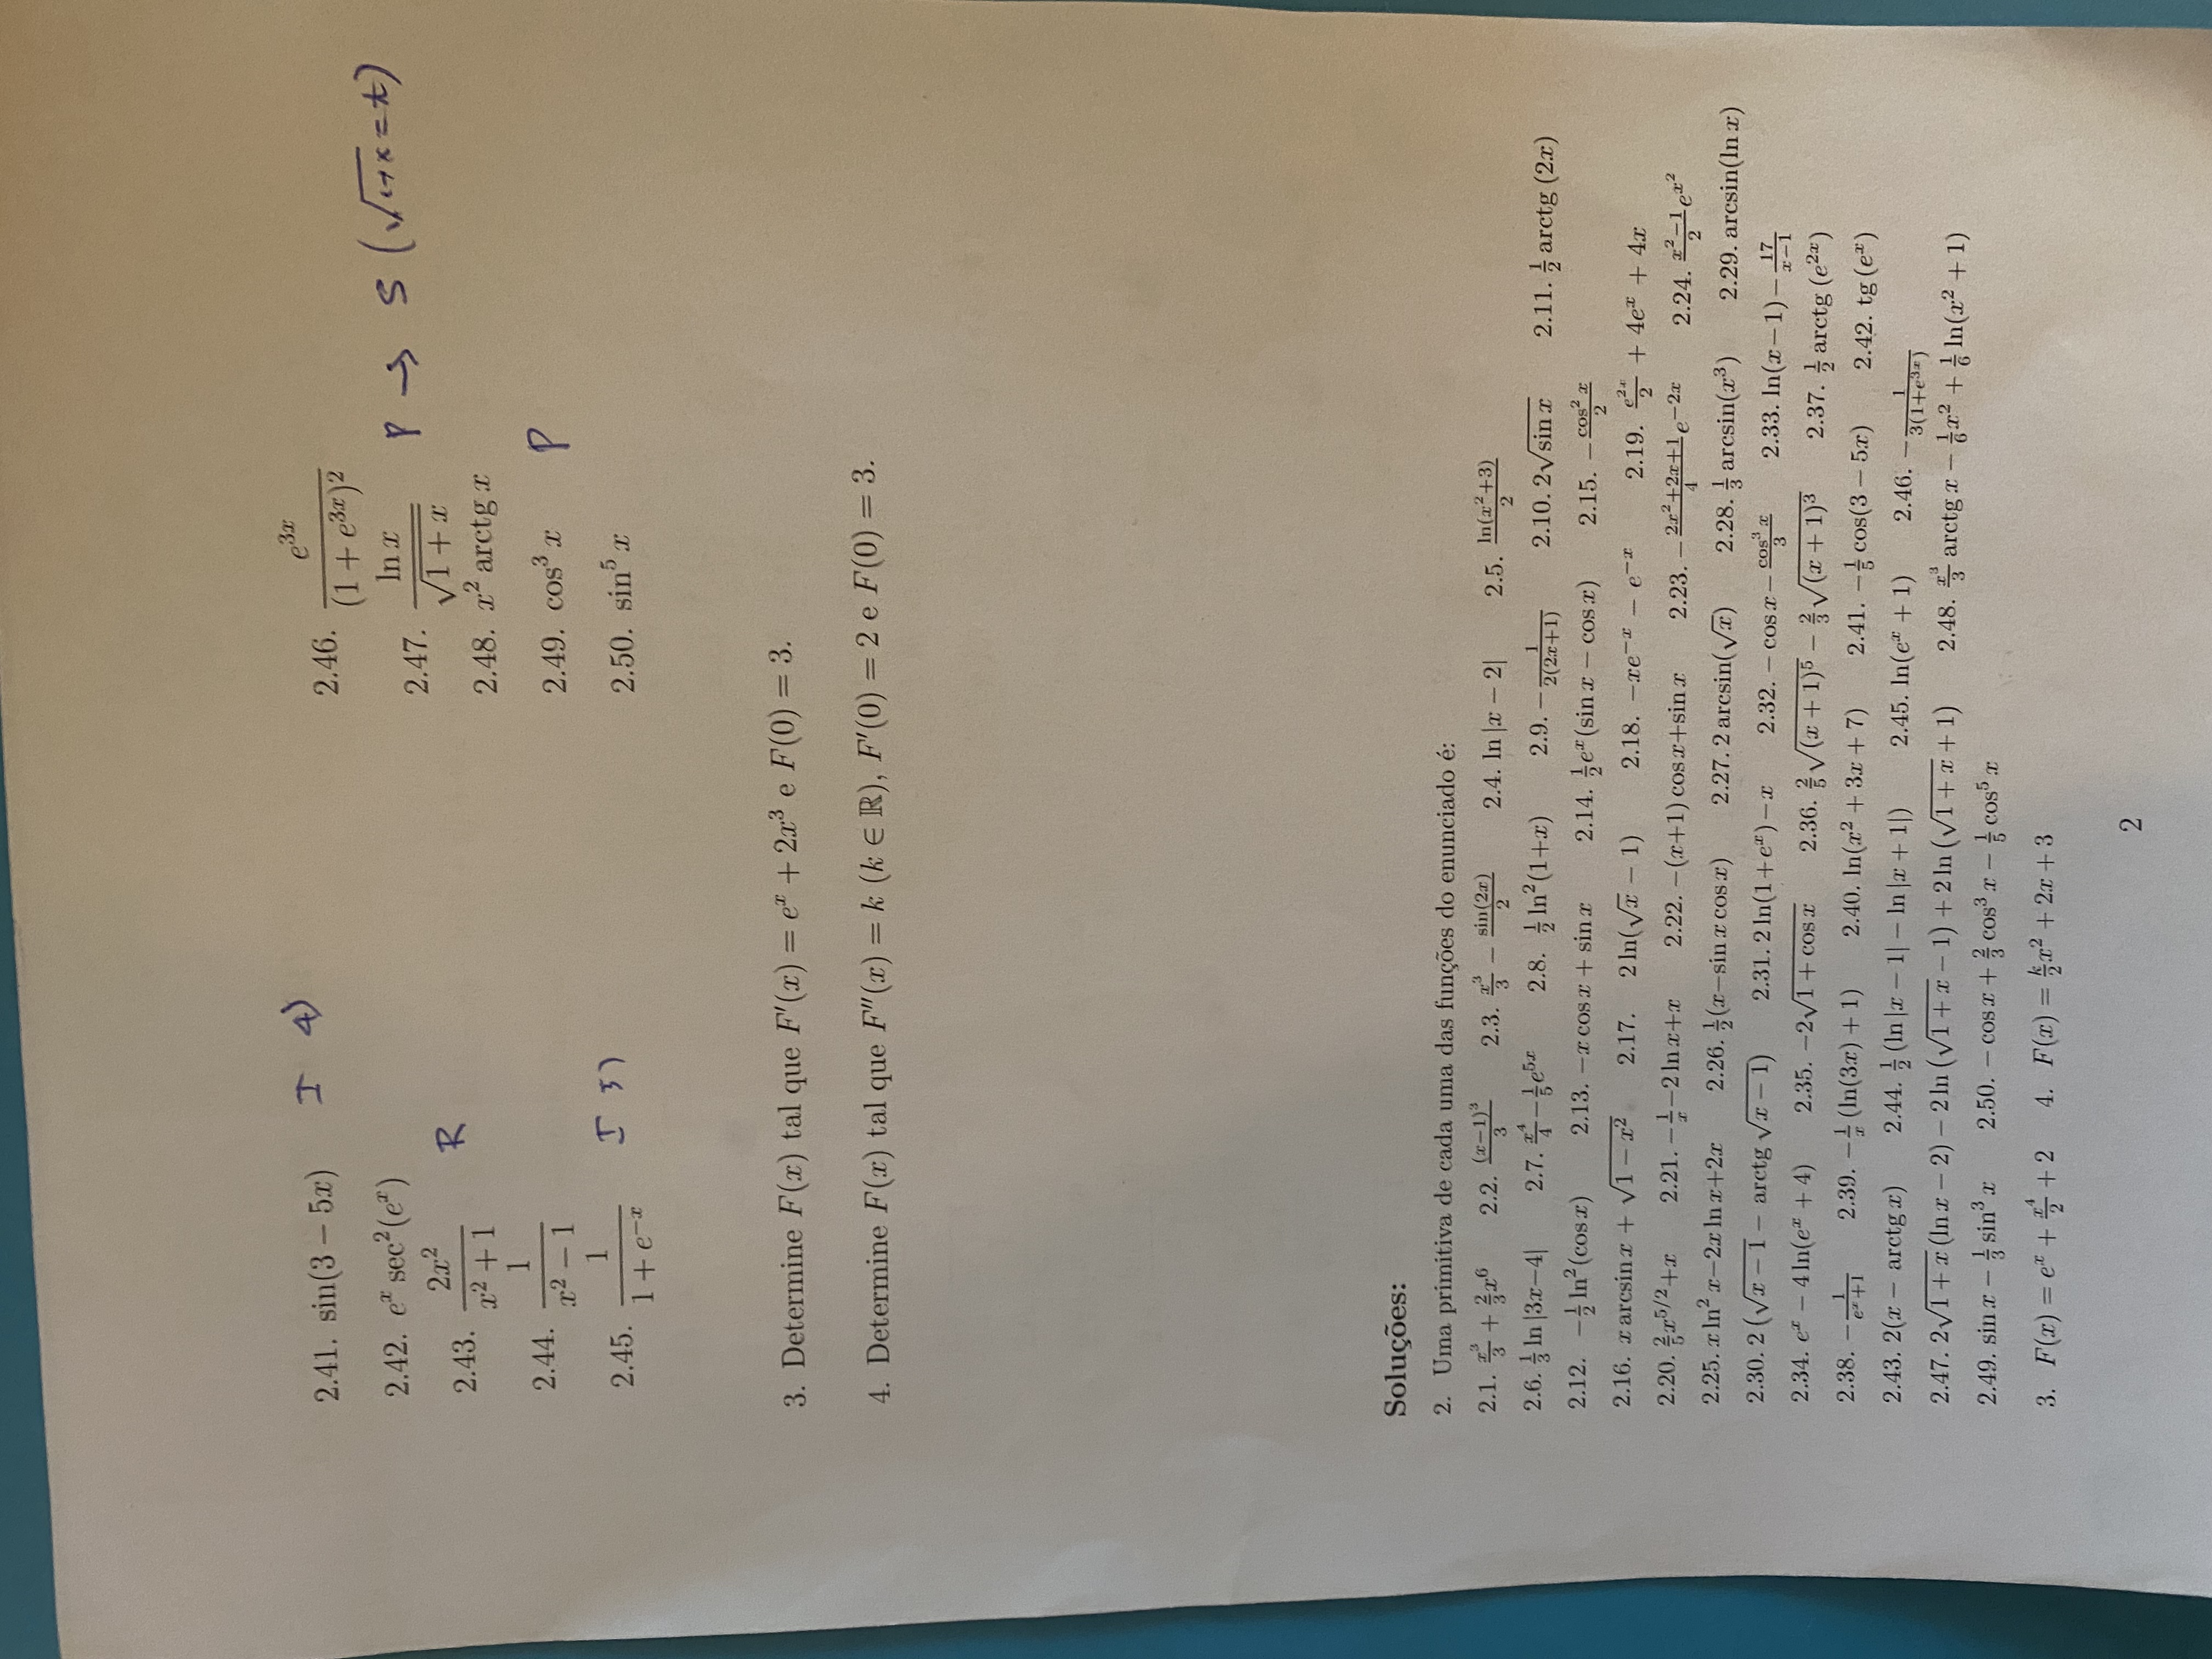 2.41. sin(3 − 5x) I 4)
2.42. e^x sec²(e^x)
2.43. 2x²/(x² + 1) R
2.44. 1/(x² − 1)
2.45. 1/(1 + e^{−x}) I 3)
2.46. e^{3x}/(1 + e^{3x})²
2.47. ln x/√(1 + x) P → S (√(1+x) = t)
2.48. x² arctg x
2.49. cos³ x P
2.50. sin⁵ x
3. Determine F(x) tal que F′(x) = e^x + 2x³ e F(0) = 3.
4. Determine F(x) tal que F″(x) = k (k ∈ ℝ), F′(0) = 2 e F(0) = 3.
Soluções:
2. Uma primitiva de cada uma das funções do enunciado é:
2.1. x³/3 + (2/3)x⁶ 2.2. (x−1)³/3 2.3. x³/3 − sin(2x)/2 2.4. ln |x − 2| 2.5. ln(x²+3)/2
2.6. (1/3) ln |3x−4| 2.7. x⁴/4 − (1/5)e^{5x} 2.8. (1/2) ln²(1+x) 2.9. −1/(2(2x+1)) 2.10. 2√(sin x) 2.11. (1/2) arctg (2x)
2.12. −(1/2) ln²(cos x) 2.13. −x cos x + sin x 2.14. (1/2)e^x(sin x − cos x) 2.15. −cos² x/2
2.16. x arcsin x + √(1 − x²) 2.17. 2 ln(√x − 1) 2.18. −xe^{−x} − e^{−x} 2.19. e^{2x}/2 + 4e^x + 4x
2.20. (2/5)x^{5/2}+x 2.21. −1/x−2 ln x+x 2.22. −(x+1) cos x+sin x 2.23. −(2x²+2x+1)/4 e^{−2x} 2.24. (x²−1)/2 e^{x²}
2.25. x ln² x−2x ln x+2x 2.26. (1/2)(x−sin x cos x) 2.27. 2 arcsin(√x) 2.28. (1/3) arcsin(x³) 2.29. arcsin(ln x)
2.30. 2 (√(x − 1) − arctg √(x − 1)) 2.31. 2 ln(1+e^x)−x 2.32. − cos x − cos³ x/3 2.33. ln(x−1) − 17/(x−1)
2.34. e^x − 4 ln(e^x + 4) 2.35. −2√(1 + cos x) 2.36. (2/5)√((x + 1)⁵) − (2/3)√((x + 1)³) 2.37. (1/2) arctg (e^{2x})
2.38. −1/(e^x+1) 2.39. −(1/x) (ln(3x) + 1) 2.40. ln(x² + 3x + 7) 2.41. −(1/5) cos(3 − 5x) 2.42. tg (e^x)
2.43. 2(x − arctg x) 2.44. (1/2) (ln |x − 1| − ln |x + 1|) 2.45. ln(e^x + 1) 2.46. −1/(3(1+e^{3x}))
2.47. 2√(1 + x) (ln x − 2) − 2 ln (√(1 + x) − 1) + 2 ln (√(1 + x) + 1) 2.48. (x³/3) arctg x − (1/6)x² + (1/6) ln(x² + 1)
2.49. sin x − (1/3) sin³ x 2.50. − cos x + (2/3) cos³ x − (1/5) cos⁵ x
3. F(x) = e^x + x⁴/2 + 2 4. F(x) = (k/2)x² + 2x + 3
2